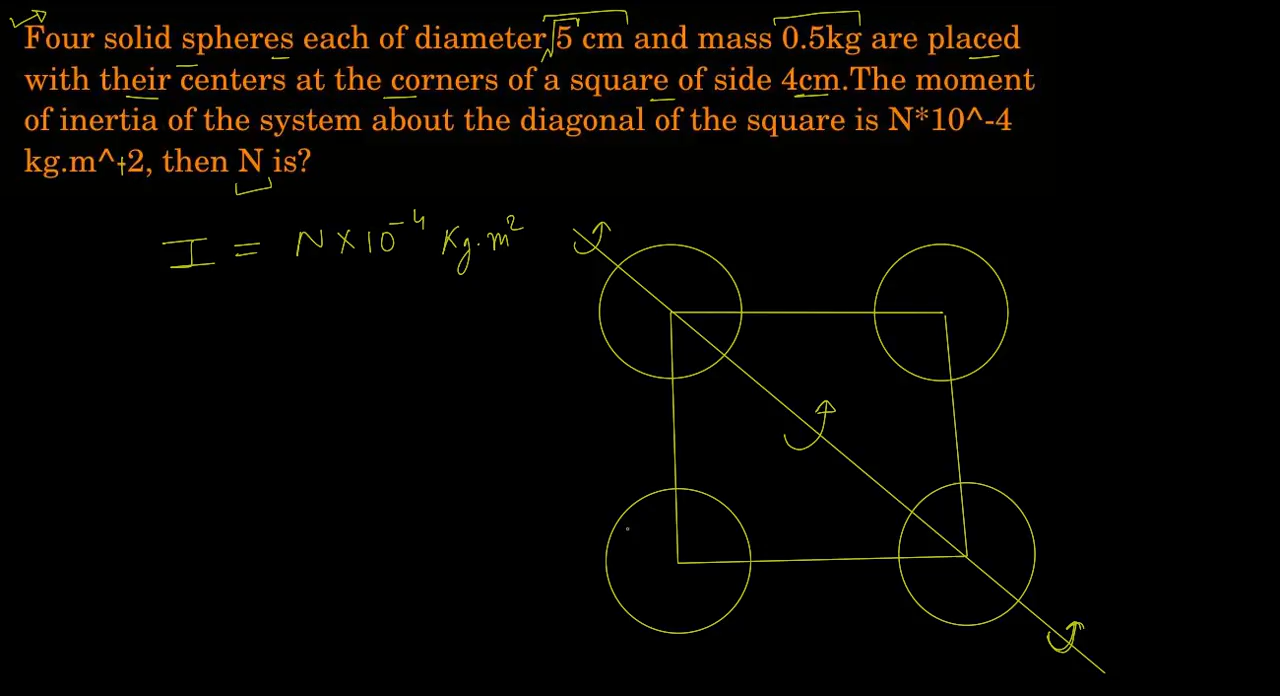 Four solid spheres each of diameter √5 cm and mass 0.5kg are placed
with their centers at the corners of a square of side 4cm.The moment
of inertia of the system about the diagonal of the square is N*10^-4
kg.m^+2, then N is?
I = N×10⁻⁴ Kg.m²